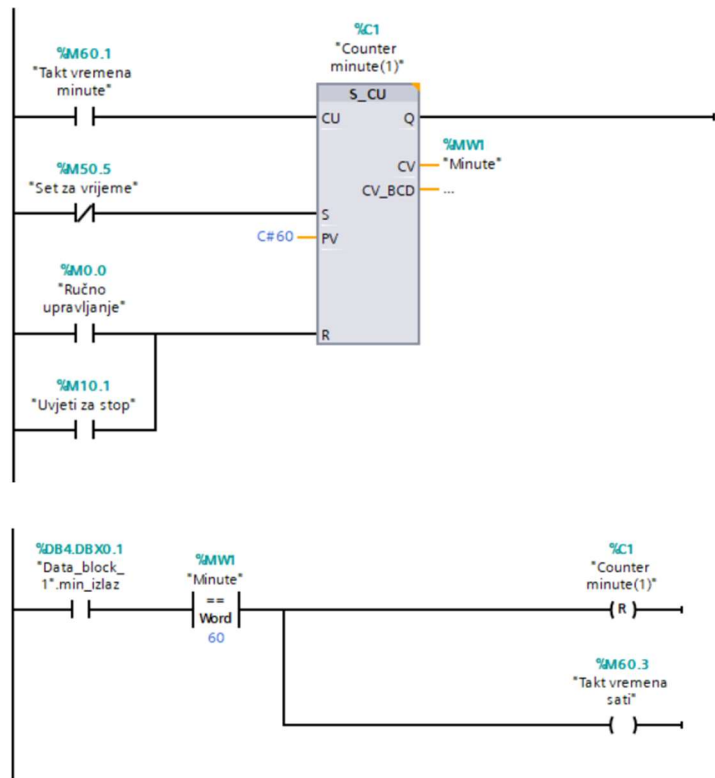 %C1
"Counter
minute(1)"
%M60.1
"Takt vremena
minute"
S_CU
CU
Q
%MW1
CV
"Minute"
CV_BCD
...
%M50.5
"Set za vrijeme"
S
C#60
PV
%M0.0
"Ručno
upravljanje"
R
%M10.1
"Uvjeti za stop"
%DB4.DBX0.1
"Data_block_
1".min_izlaz
%MW1
"Minute"
==
Word
60
%C1
"Counter
minute(1)"
R
%M60.3
"Takt vremena
sati"